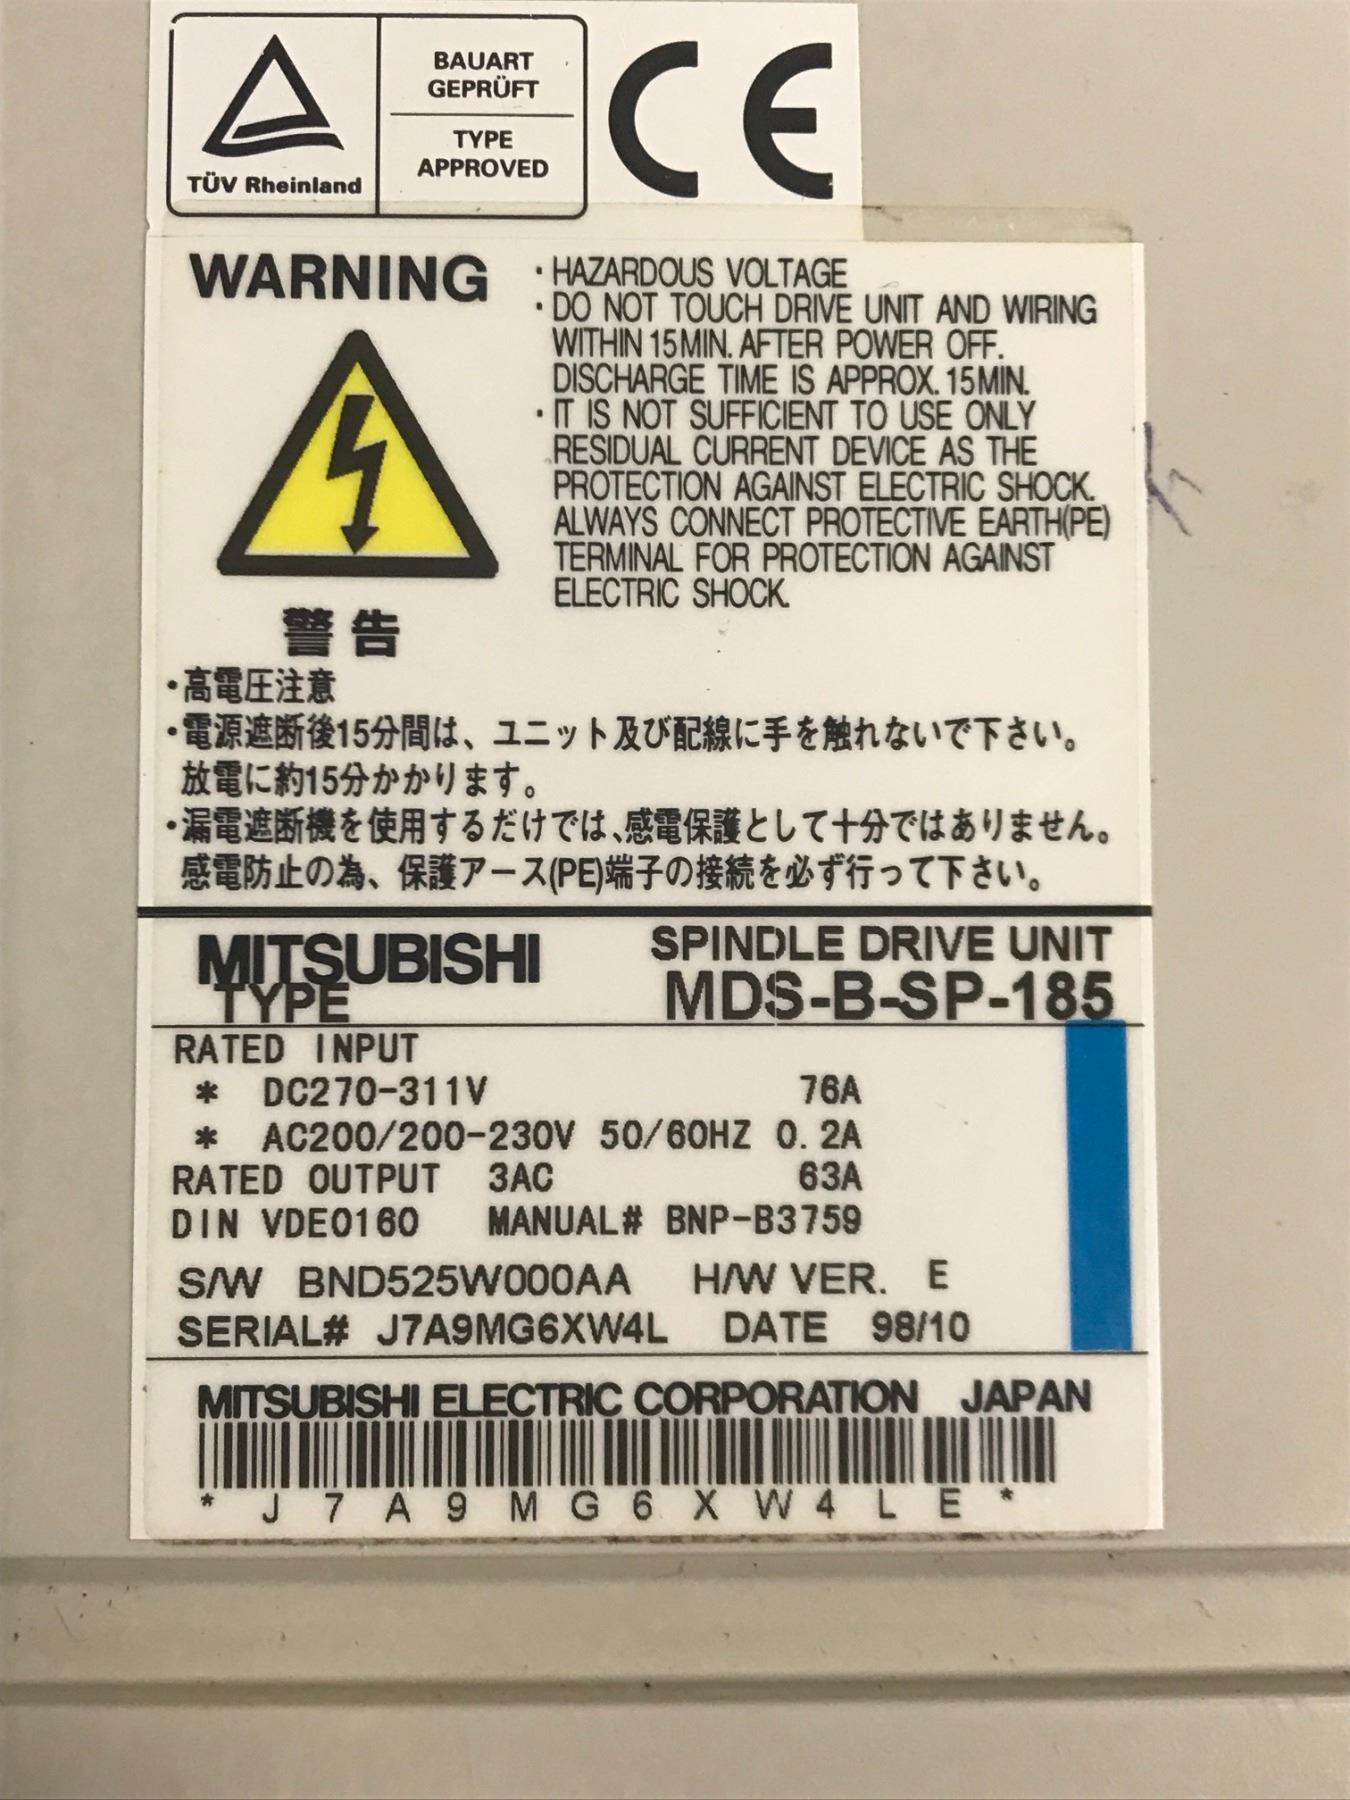 BAUART
GEPRÜFT
TYPE
APPROVED
TÜV Rheinland
CE
WARNING
・HAZARDOUS VOLTAGE
・DO NOT TOUCH DRIVE UNIT AND WIRING
WITHIN 15MIN. AFTER POWER OFF.
DISCHARGE TIME IS APPROX. 15MIN.
・IT IS NOT SUFFICIENT TO USE ONLY
RESIDUAL CURRENT DEVICE AS THE
PROTECTION AGAINST ELECTRIC SHOCK.
ALWAYS CONNECT PROTECTIVE EARTH(PE)
TERMINAL FOR PROTECTION AGAINST
ELECTRIC SHOCK.
警告
・高電圧注意
・電源遮断後15分間は、ユニット及び配線に手を触れないで下さい。
放電に約15分かかります。
・漏電遮断機を使用するだけでは、感電保護として十分ではありません。
感電防止の為、保護アース(PE)端子の接続を必ず行って下さい。
MITSUBISHI SPINDLE DRIVE UNIT
TYPE MDS-B-SP-185
RATED INPUT
* DC270-311V 76A
* AC200/200-230V 50/60HZ 0.2A
RATED OUTPUT 3AC 63A
DIN VDE0160 MANUAL# BNP-B3759
S/W BND525W000AA H/W VER. E
SERIAL# J7A9MG6XW4L DATE 98/10
MITSUBISHI ELECTRIC CORPORATION JAPAN
* J 7 A 9 M G 6 X W 4 L E *